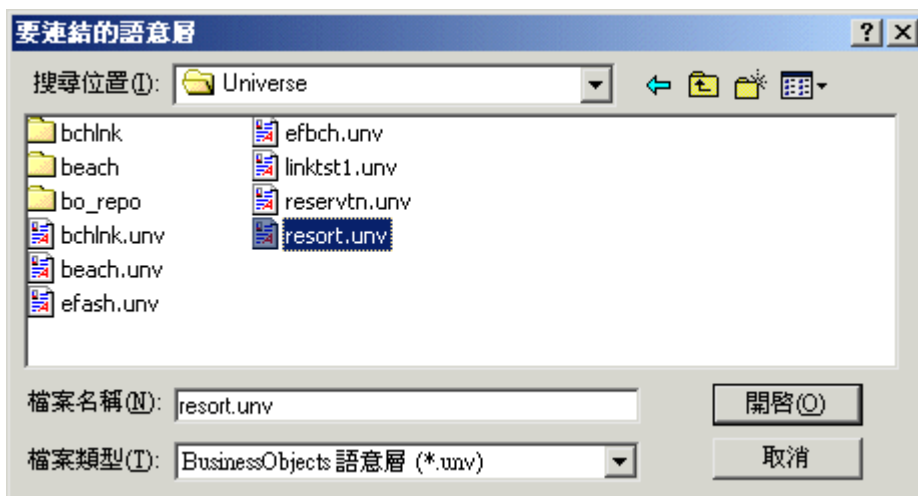 要連結的語意層
搜尋位置(I): Universe
bchlnk
beach
bo_repo
bchlnk.unv
beach.unv
efash.unv
efbch.unv
linktst1.unv
reservtn.unv
resort.unv
檔案名稱(N): resort.unv
開啓(O)
檔案類型(T): BusinessObjects 語意層 (*.unv)
取消